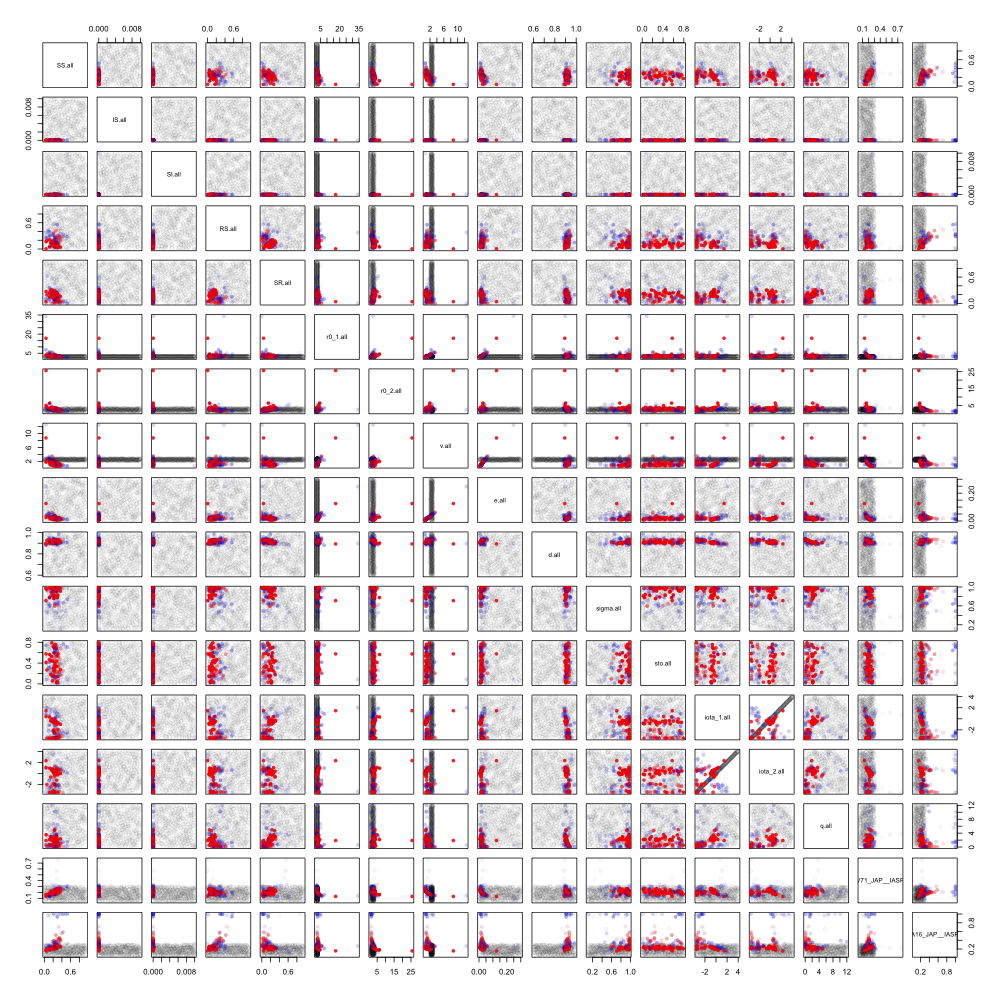 0.000 0.008 0.0 0.6 5 20 35 2 6 12 0.6 0.8 1.0 0.0 0.4 0.8 -2 2 0.1 0.4 0.7
SS.all 0.0 0.6
0.000 0.008 IS.all
SI.all 0.000 0.008
0.0 0.6 RS.all
SR.all 0.0 0.6
5 20 35 r0_1.all
r0_2.all 5 15 25
2 6 12 v.all
e.all 0.00 0.20
0.6 0.8 1.0 d.all
sigma.all 0.2 0.6 1.0
0.0 0.4 0.8 sto.all
iota_1.all -2 2 4
-2 2 iota_2.all
q.all 0 4 8 12
0.1 0.4 0.7 /71_JAP__IASF
A16_JAP__IASF 0.2 0.8
0.0 0.6 0.000 0.008 0.0 0.6 5 15 25 0.00 0.20 0.2 0.6 1.0 -2 2 4 0 4 8 12 0.2 0.8